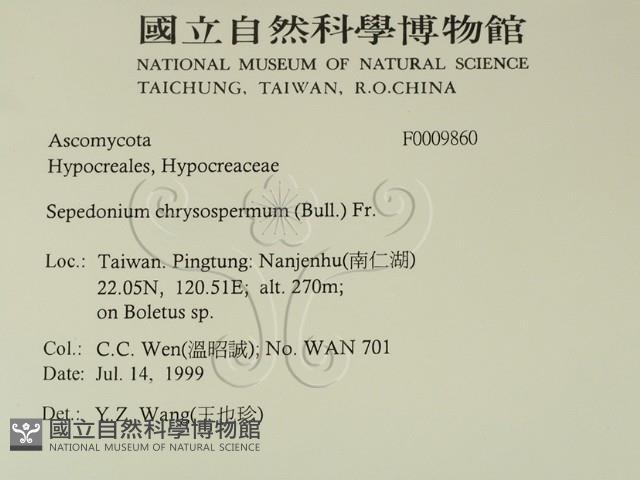 國立自然科學博物館
NATIONAL MUSEUM OF NATURAL SCIENCE
TAICHUNG, TAIWAN, R.O.CHINA
Ascomycota F0009860
Hypocreales, Hypocreaceae
Sepedonium chrysospermum (Bull.) Fr.
Loc.: Taiwan. Pingtung: Nanjenhu(南仁湖)
22.05N, 120.51E; alt. 270m;
on Boletus sp.
Col.: C.C. Wen(溫昭誠); No. WAN 701
Date: Jul. 14, 1999
Det.: Y.Z. Wang(王也珍)
國立自然科學博物館
NATIONAL MUSEUM OF NATURAL SCIENCE